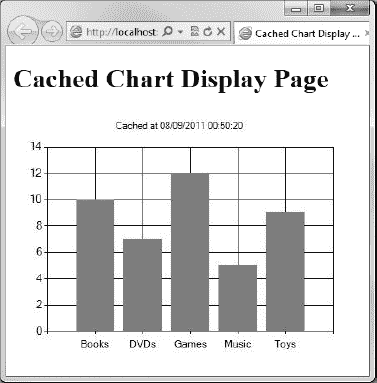 http://localhost:
Cached Chart Display ...
Cached Chart Display Page
Cached at 08/09/2011 00:50:20
14
12
10
8
6
4
2
0
Books DVDs Games Music Toys